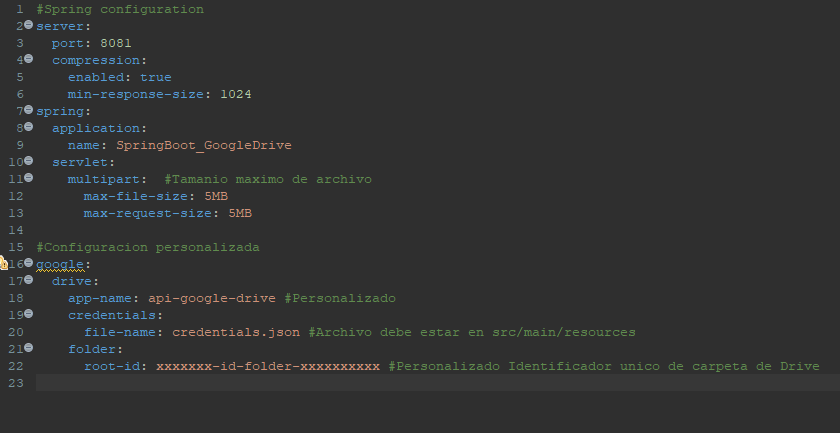 1 #Spring configuration
2 server:
3   port: 8081
4   compression:
5     enabled: true
6     min-response-size: 1024
7 spring:
8   application:
9     name: SpringBoot_GoogleDrive
10   servlet:
11     multipart:  #Tamanio maximo de archivo
12       max-file-size: 5MB
13       max-request-size: 5MB
14
15 #Configuracion personalizada
16 google:
17   drive:
18     app-name: api-google-drive #Personalizado
19     credentials:
20       file-name: credentials.json #Archivo debe estar en src/main/resources
21     folder:
22       root-id: xxxxxxx-id-folder-xxxxxxxxxx #Personalizado Identificador unico de carpeta de Drive
23